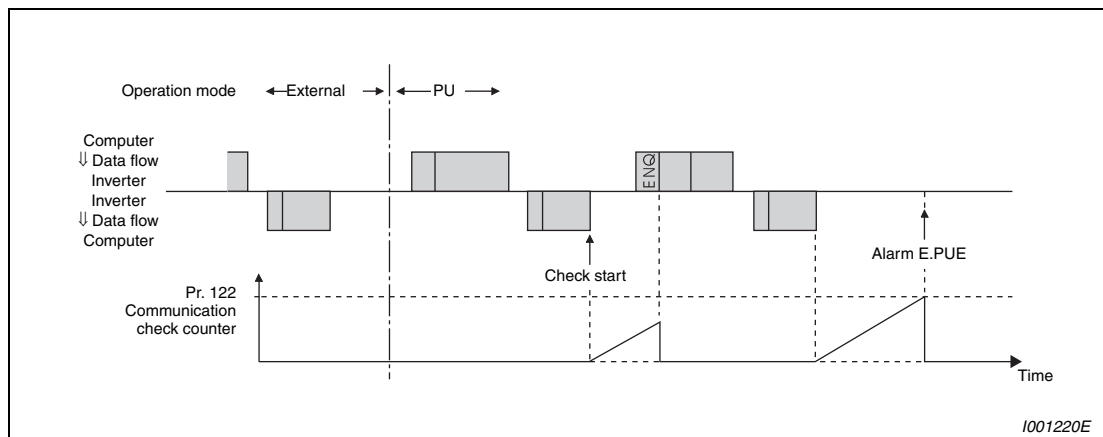 Operation mode
External
PU
Computer
⇓ Data flow
Inverter
Inverter
⇓ Data flow
Computer
ENQ
Check start
Alarm E.PUE
Pr. 122
Communication
check counter
Time
I001220E